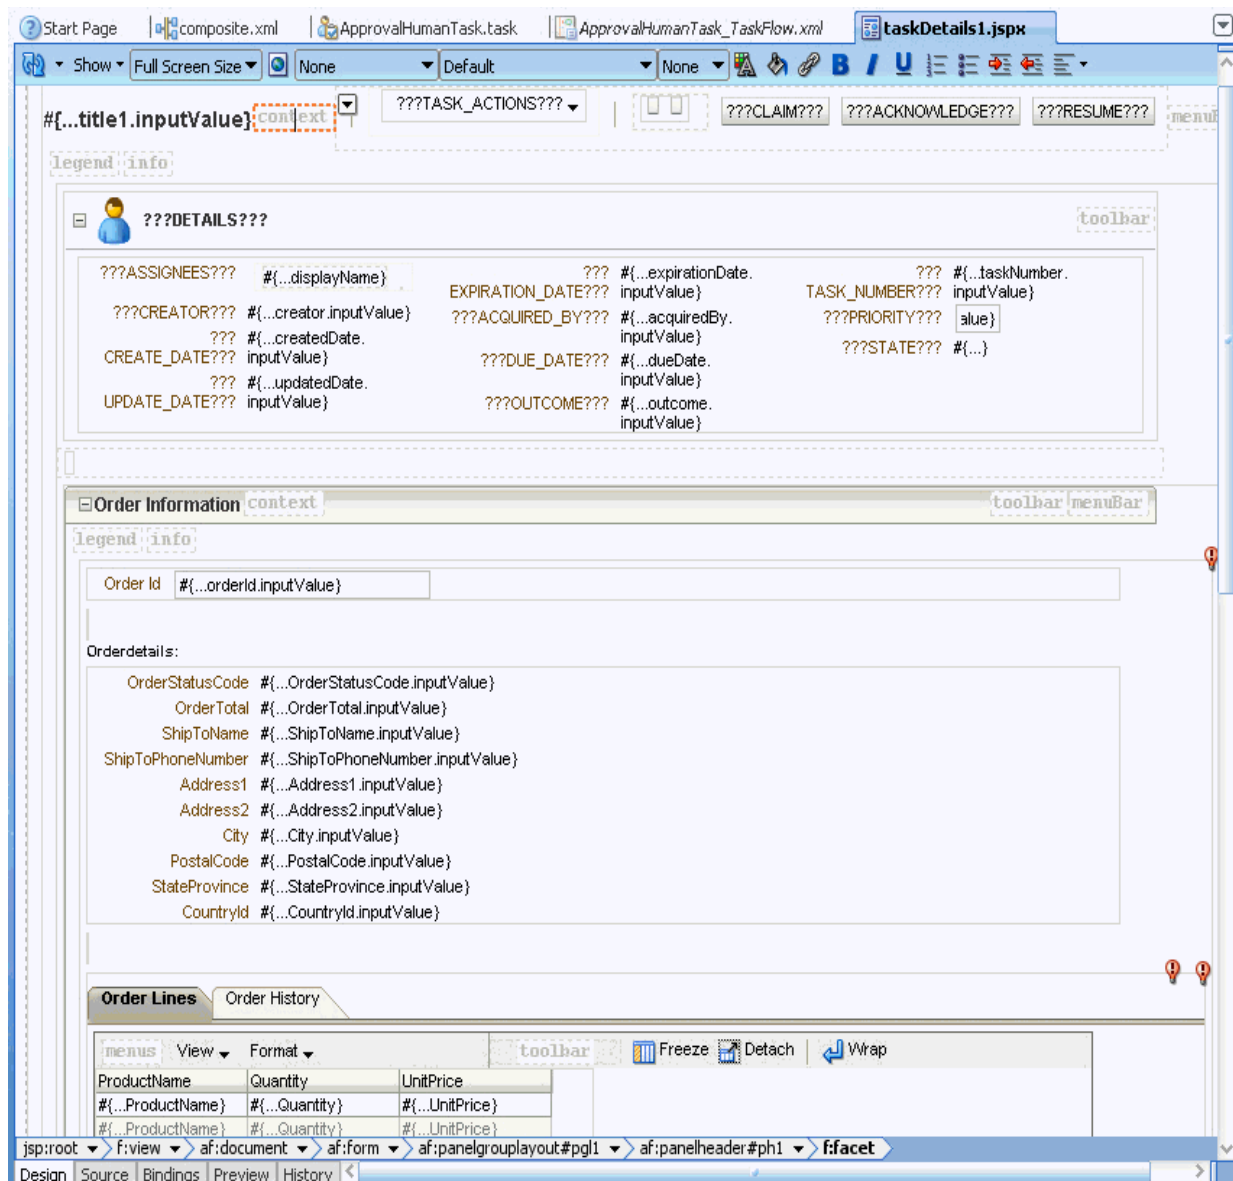 Start Page composite.xml ApprovalHumanTask.task ApprovalHumanTask_TaskFlow.xml taskDetails1.jspx
Show Full Screen Size None Default None B I U
#{...title1.inputValue} context ???TASK_ACTIONS??? ???CLAIM??? ???ACKNOWLEDGE??? ???RESUME??? menuB
legend info
???DETAILS??? toolbar
???ASSIGNEES??? #{...displayName} ??? #{...expirationDate. ??? #{...taskNumber.
EXPIRATION_DATE??? inputValue} TASK_NUMBER??? inputValue}
???CREATOR??? #{...creator.inputValue} ???ACQUIRED_BY??? #{...acquiredBy. ???PRIORITY??? alue}
??? #{...createdDate. inputValue}
CREATE_DATE??? inputValue} ???DUE_DATE??? #{...dueDate. ???STATE??? #{...}
??? #{...updatedDate. inputValue}
UPDATE_DATE??? inputValue} ???OUTCOME??? #{...outcome.
inputValue}
Order Information context toolbar menuBar
legend info
Order Id #{...orderId.inputValue}
Orderdetails:
OrderStatusCode #{...OrderStatusCode.inputValue}
OrderTotal #{...OrderTotal.inputValue}
ShipToName #{...ShipToName.inputValue}
ShipToPhoneNumber #{...ShipToPhoneNumber.inputValue}
Address1 #{...Address1.inputValue}
Address2 #{...Address2.inputValue}
City #{...City.inputValue}
PostalCode #{...PostalCode.inputValue}
StateProvince #{...StateProvince.inputValue}
CountryId #{...CountryId.inputValue}
Order Lines Order History
menus View Format toolbar Freeze Detach Wrap
ProductName Quantity UnitPrice
#{...ProductName} #{...Quantity} #{...UnitPrice}
#{...ProductName} #{...Quantity} #{...UnitPrice}
jsp:root f:view af:document af:form af:panelgrouplayout#pgl1 af:panelheader#ph1 f:facet
Design Source Bindings Preview History